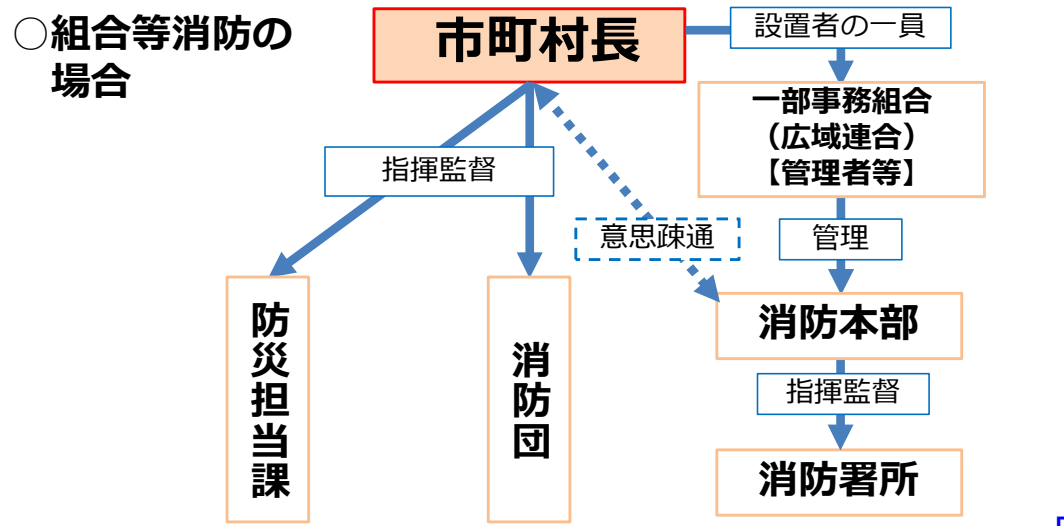 ○組合等消防の
場合
市町村長
設置者の一員
一部事務組合
（広域連合）
【管理者等】
指揮監督
意思疎通
管理
防災担当課
消防団
消防本部
指揮監督
消防署所